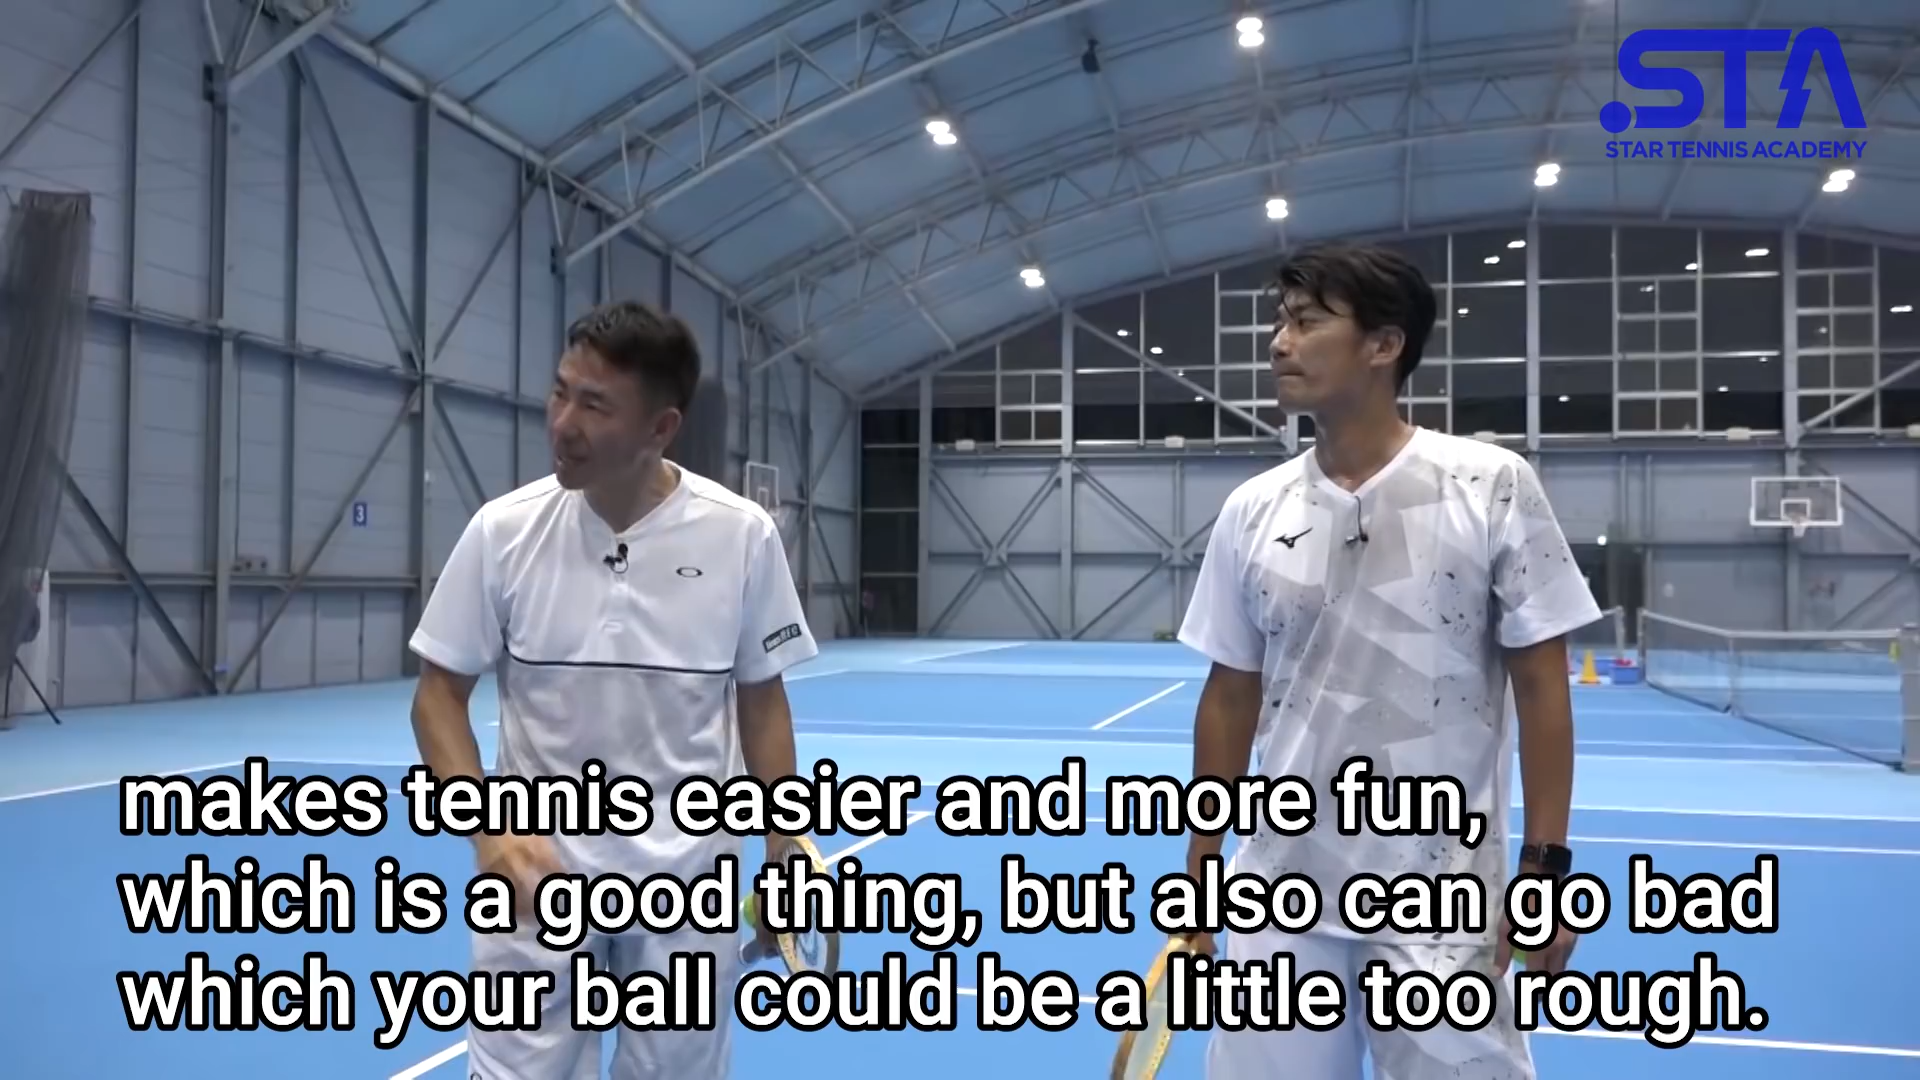 STA
STAR TENNIS ACADEMY
3
makes tennis easier and more fun,
which is a good thing, but also can go bad
which your ball could be a little too rough.